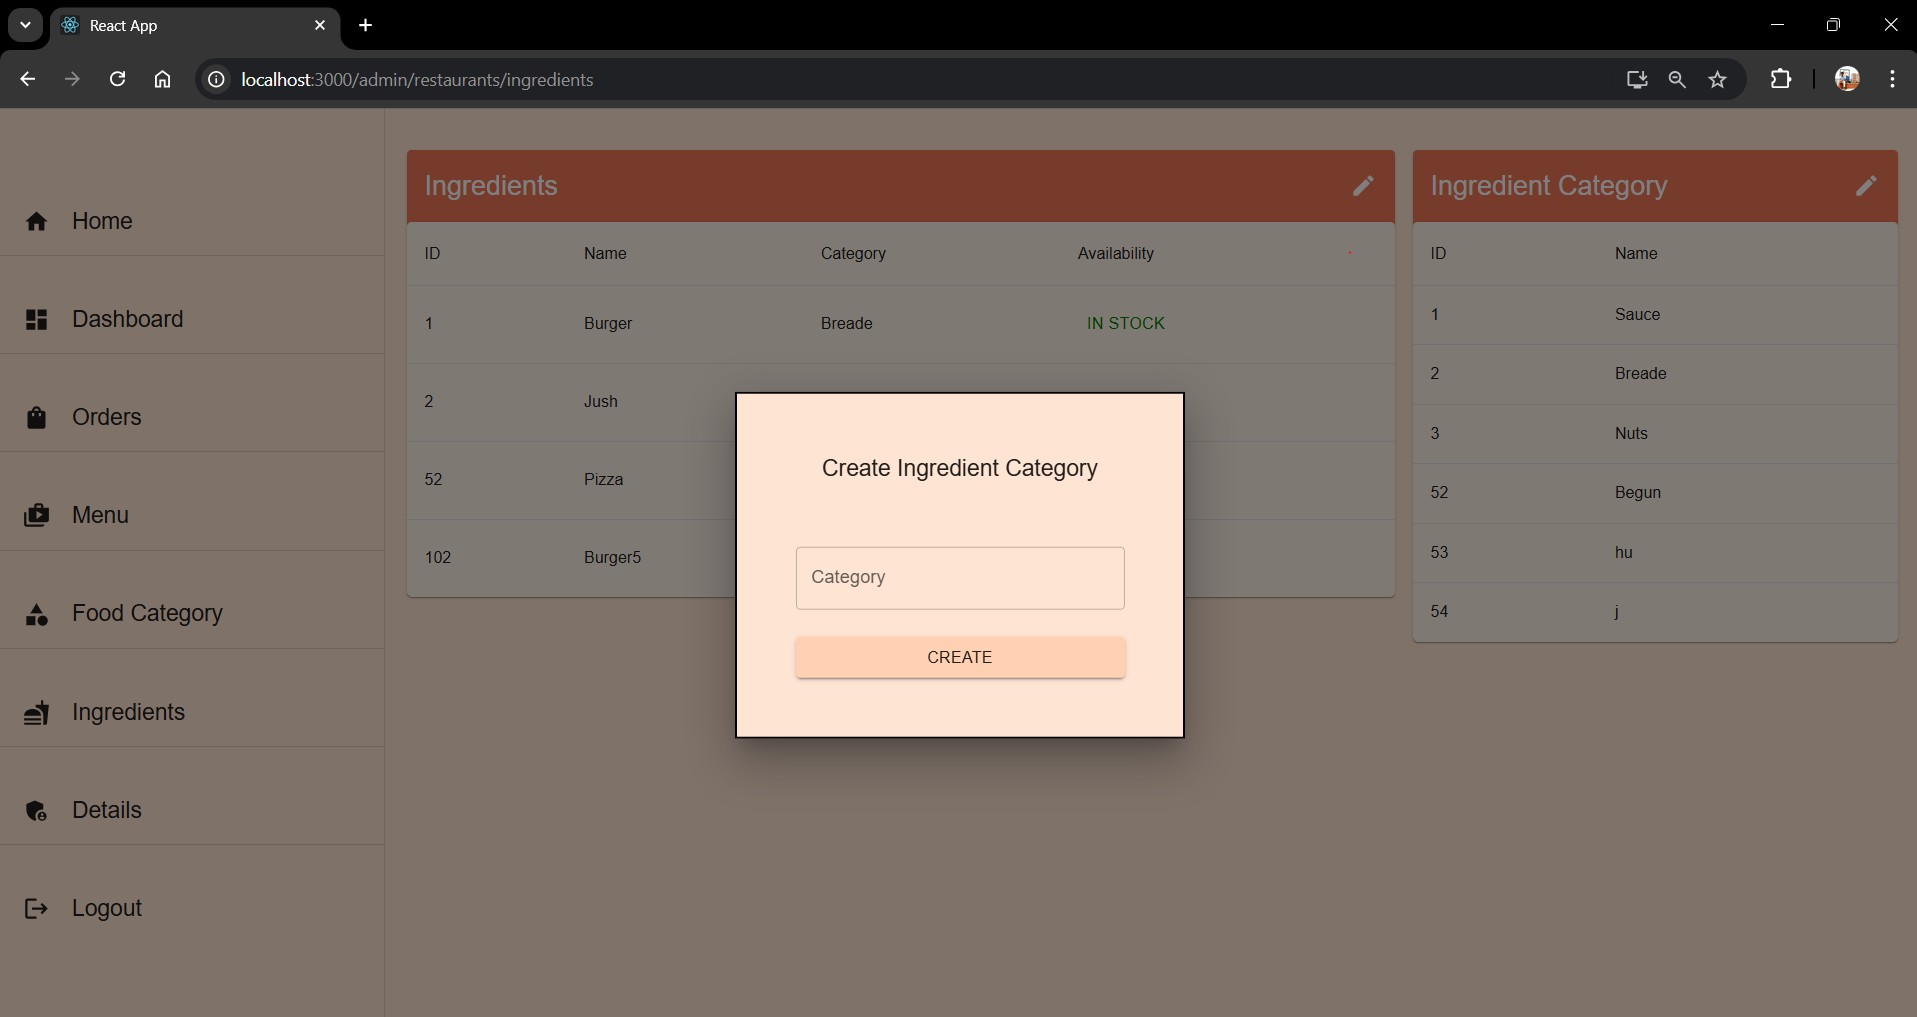 React App
localhost:3000/admin/restaurants/ingredients
Home
Dashboard
Orders
Menu
Food Category
Ingredients
Details
Logout
Ingredients
ID Name Category Availability
1 Burger Breade IN STOCK
2 Jush
52 Pizza
102 Burger5
Ingredient Category
ID Name
1 Sauce
2 Breade
3 Nuts
52 Begun
53 hu
54 j
Create Ingredient Category
Category
CREATE